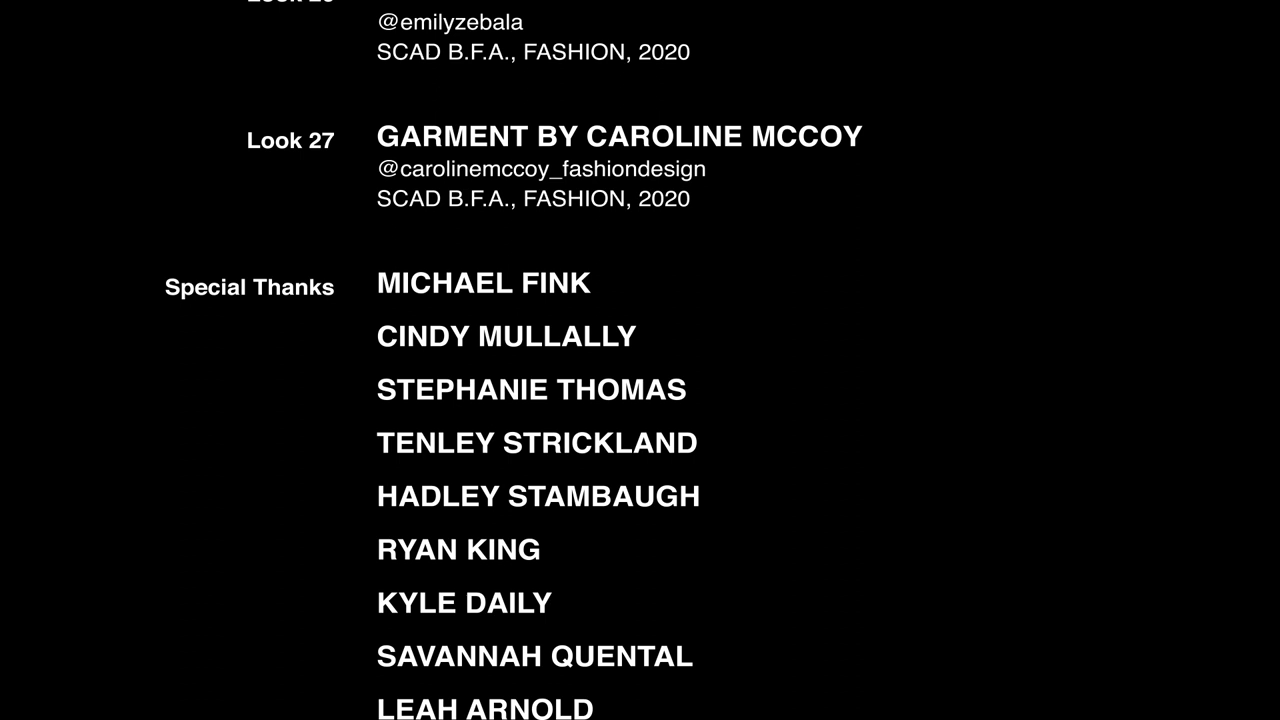 @emilyzebala
SCAD B.F.A., FASHION, 2020
Look 27 GARMENT BY CAROLINE MCCOY
@carolinemccoy_fashiondesign
SCAD B.F.A., FASHION, 2020
Special Thanks MICHAEL FINK
CINDY MULLALLY
STEPHANIE THOMAS
TENLEY STRICKLAND
HADLEY STAMBAUGH
RYAN KING
KYLE DAILY
SAVANNAH QUENTAL
LEAH ARNOLD